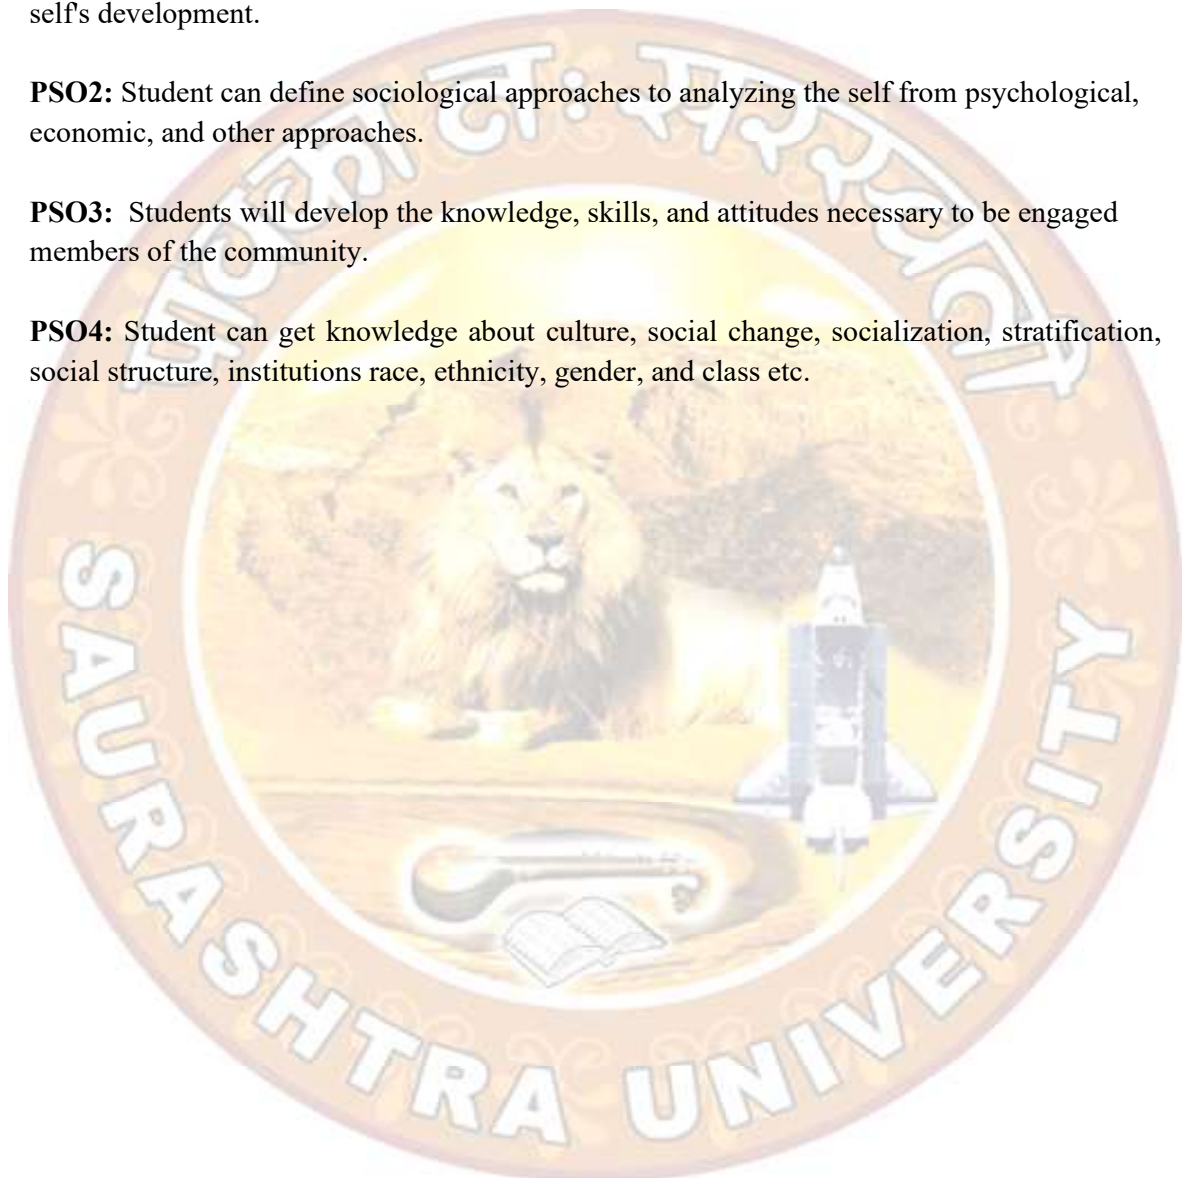 self's development.
PSO2: Student can define sociological approaches to analyzing the self from psychological,
economic, and other approaches.
PSO3: Students will develop the knowledge, skills, and attitudes necessary to be engaged
members of the community.
PSO4: Student can get knowledge about culture, social change, socialization, stratification,
social structure, institutions race, ethnicity, gender, and class etc.
पावका नः सरस्वती
SAURASHTRA UNIVERSITY